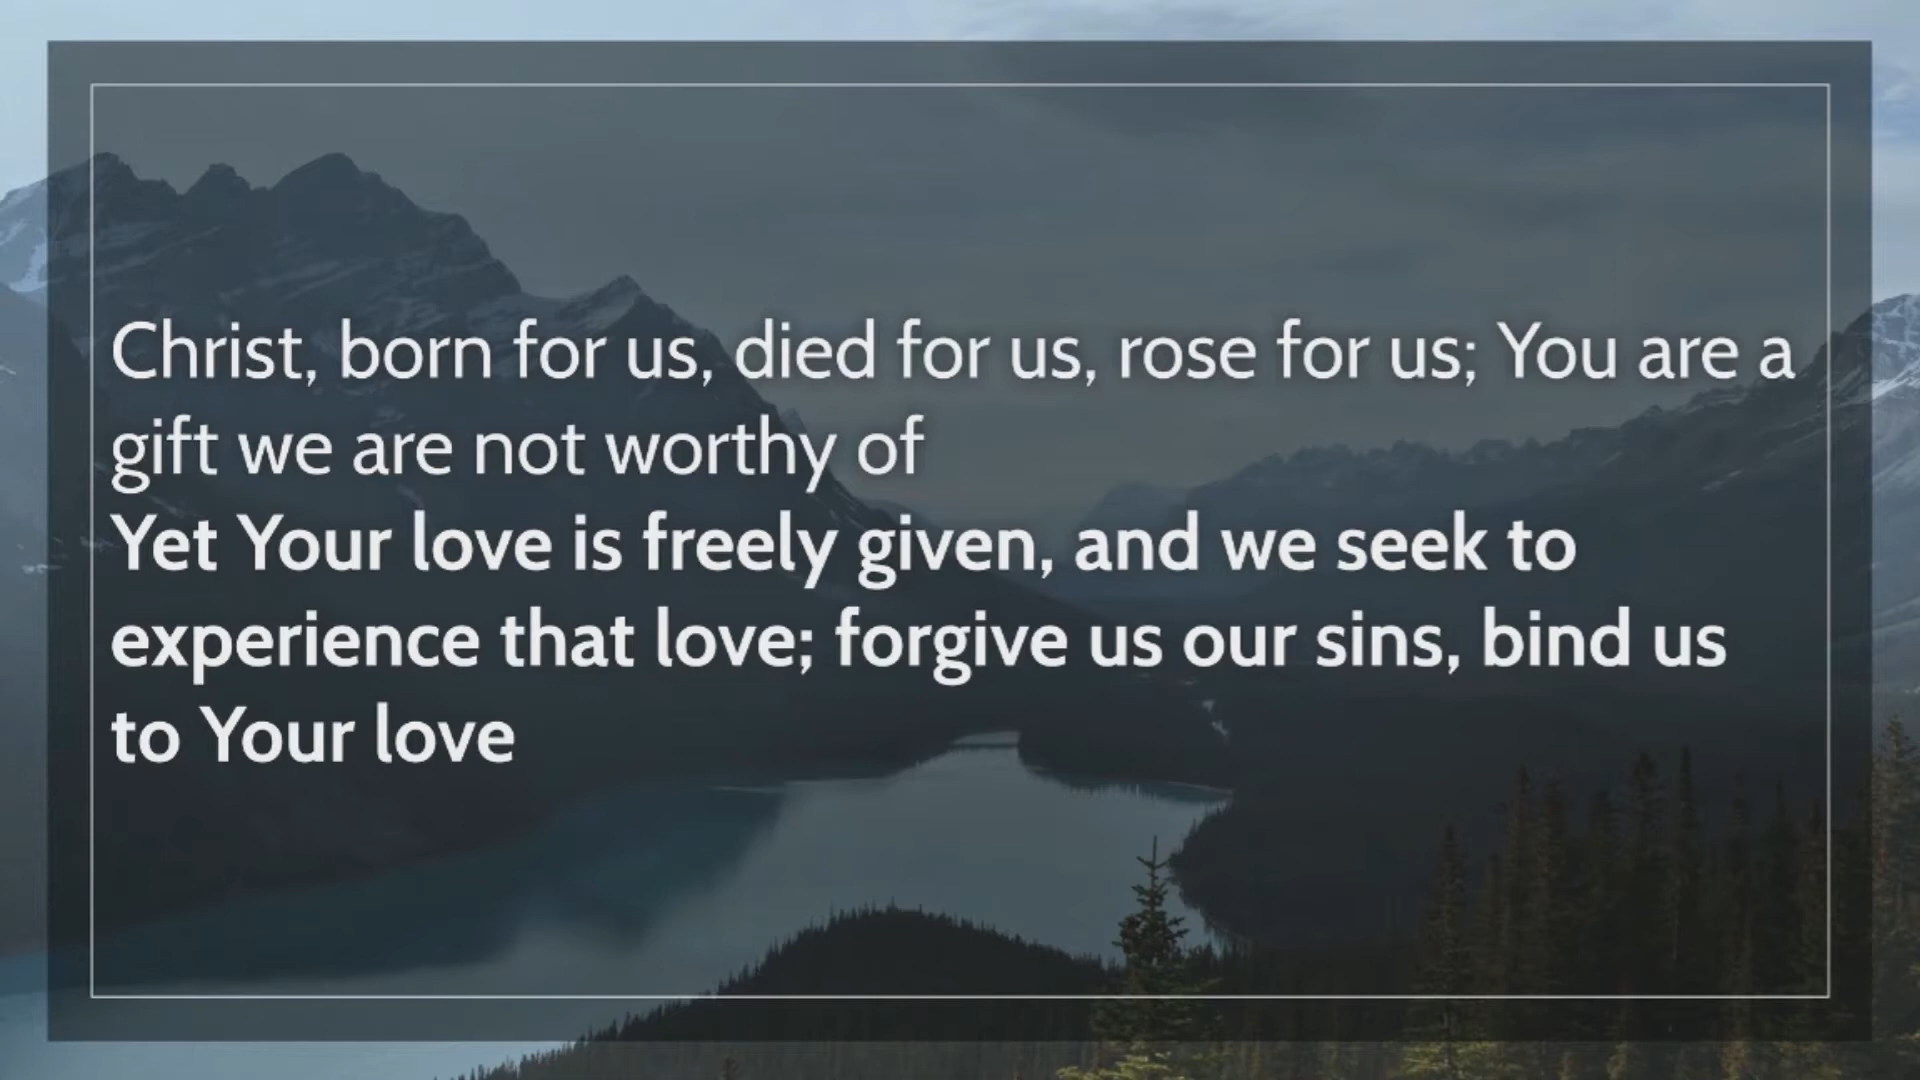 Christ, born for us, died for us, rose for us; You are a
gift we are not worthy of
Yet Your love is freely given, and we seek to
experience that love; forgive us our sins, bind us
to Your love